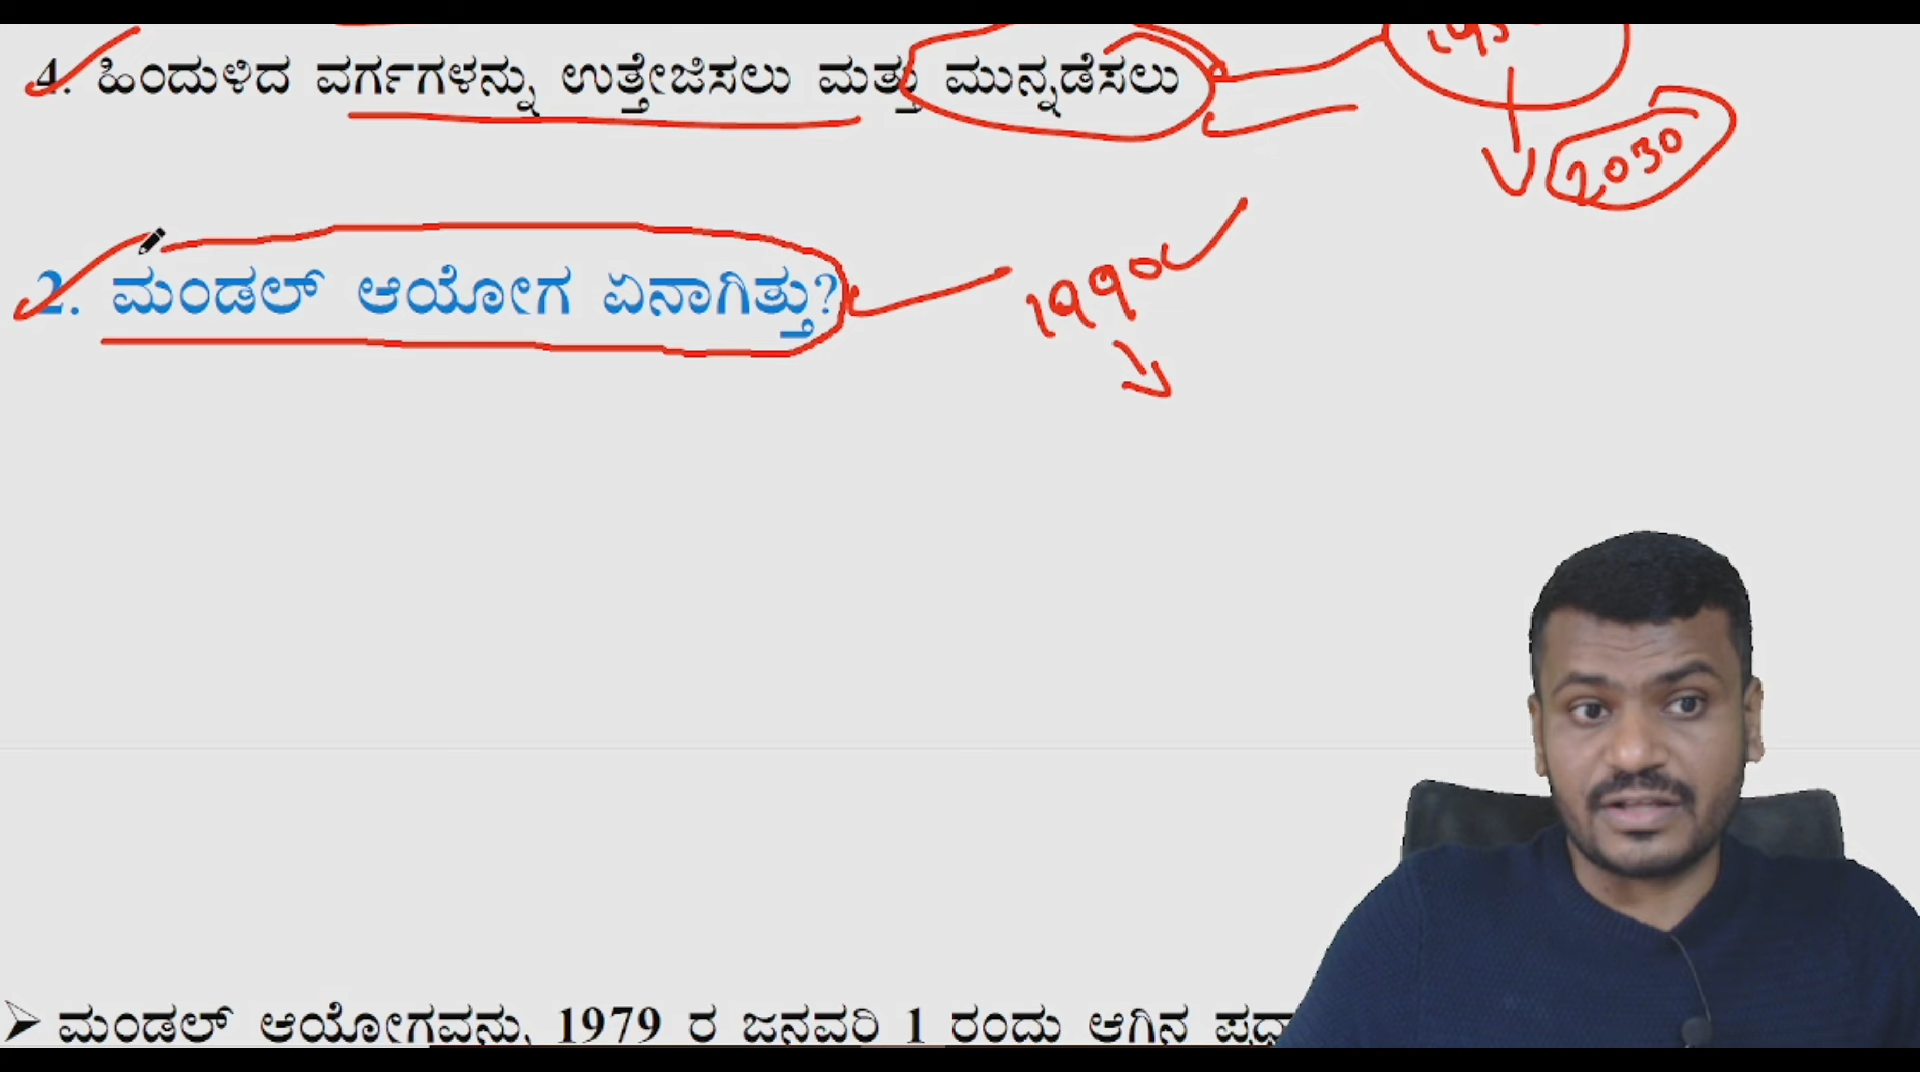 4. ಹಿಂದುಳಿದ ವರ್ಗಗಳನ್ನು ಉತ್ತೇಜಿಸಲು ಮತ್ತು ಮುನ್ನಡೆಸಲು
2030
2. ಮಂಡಲ್ ಆಯೋಗ ಏನಾಗಿತ್ತು?
1990
➤ ಮಂಡಲ್ ಆಯೋಗವನ್ನು 1979 ರ ಜನವರಿ 1 ರಂದು ಆಗಿನ